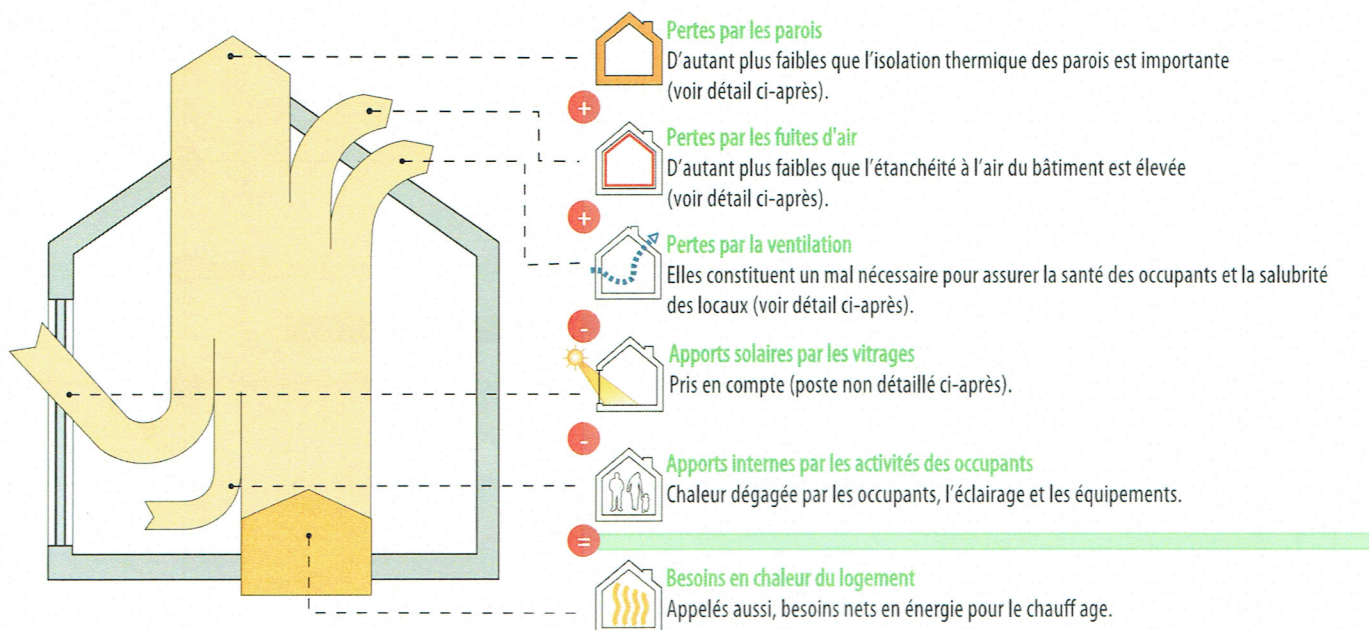 Pertes par les parois
D'autant plus faibles que l'isolation thermique des parois est importante
(voir détail ci-après).
+
Pertes par les fuites d'air
D'autant plus faibles que l'étanchéité à l'air du bâtiment est élevée
(voir détail ci-après).
+
Pertes par la ventilation
Elles constituent un mal nécessaire pour assurer la santé des occupants et la salubrité
des locaux (voir détail ci-après).
-
Apports solaires par les vitrages
Pris en compte (poste non détaillé ci-après).
-
Apports internes par les activités des occupants
Chaleur dégagée par les occupants, l'éclairage et les équipements.
=
Besoins en chaleur du logement
Appelés aussi, besoins nets en énergie pour le chauff age.